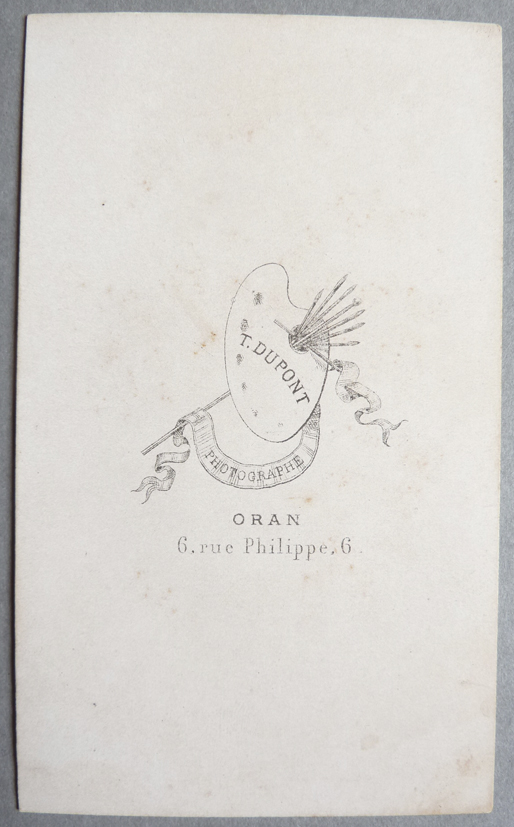 T. DUPONT
PHOTOGRAPHE
ORAN
6, rue Philippe, 6